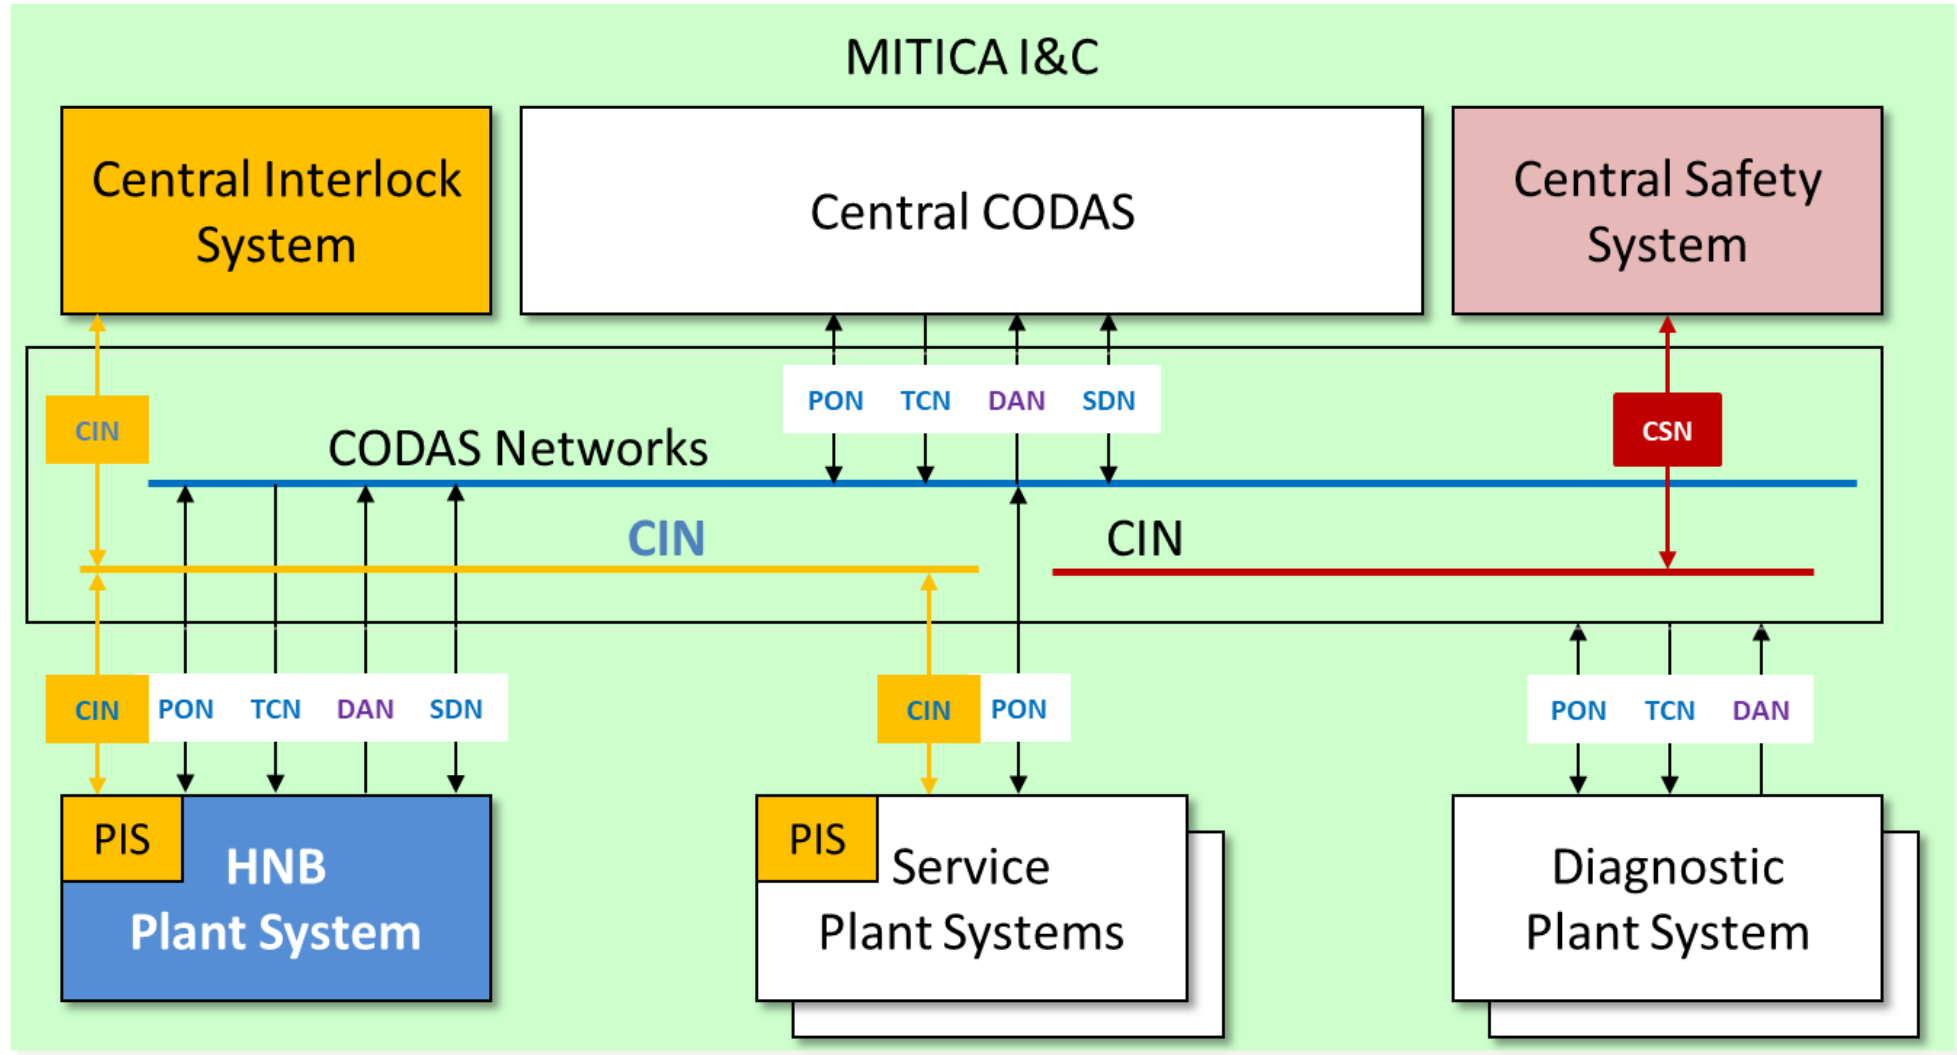 MITICA I&C
Central Interlock
System
Central CODAS
Central Safety
System
PON TCN DAN SDN
CIN
CSN
CODAS Networks
CIN
CIN
CIN PON TCN DAN SDN
CIN PON
PON TCN DAN
PIS
HNB
Plant System
PIS
Service
Plant Systems
Diagnostic
Plant System